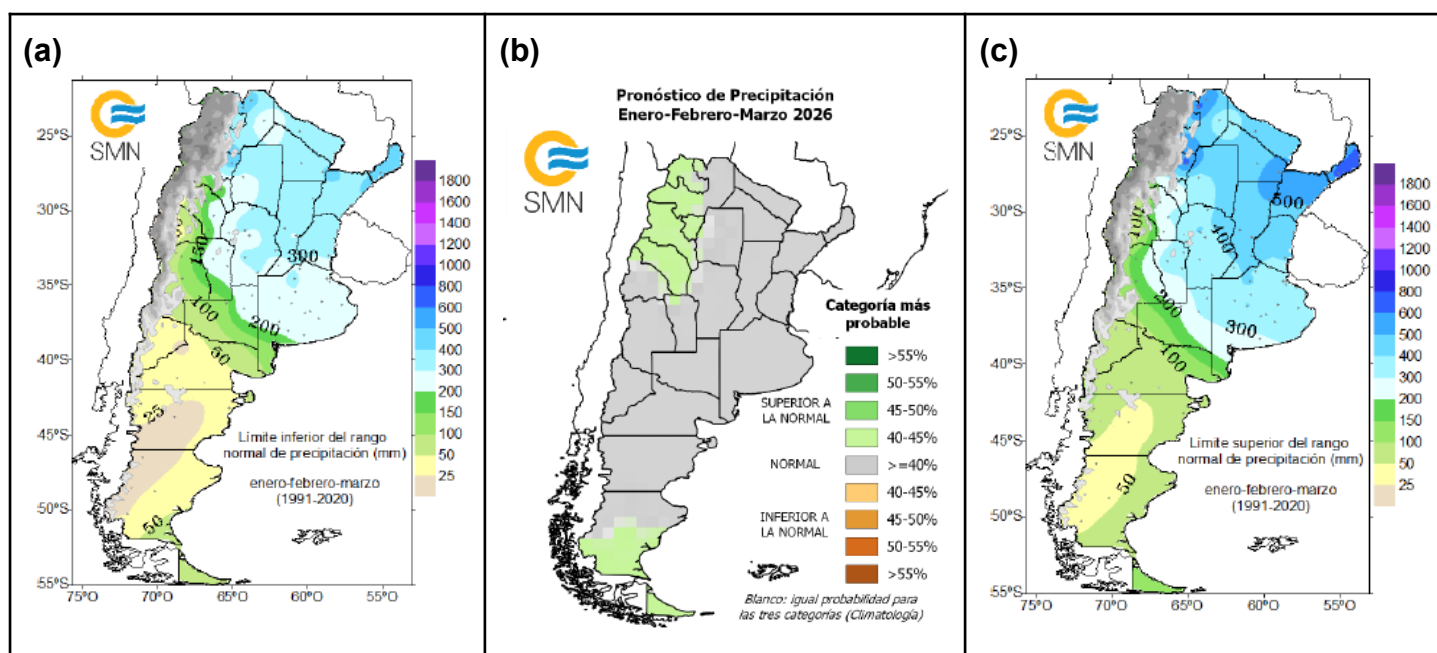 (a)
SMN
25°S
30°S
35°S
40°S
45°S
50°S
55°S
75°O
70°O
65°O
60°O
55°O
150
300
100
200
50
25
50
1800
1600
1400
1200
1000
800
600
500
400
300
200
150
100
50
25
Límite inferior del rango
normal de precipitación (mm)
enero-febrero-marzo
(1991-2020)
(b)
Pronóstico de Precipitación
Enero-Febrero-Marzo 2026
SMN
Categoría más
probable
>55%
50-55%
SUPERIOR A
LA NORMAL
45-50%
40-45%
NORMAL
>=40%
40-45%
INFERIOR A
LA NORMAL
45-50%
50-55%
>55%
Blanco: igual probabilidad para
las tres categorías (Climatología)
(c)
SMN
25°S
30°S
35°S
40°S
45°S
50°S
55°S
75°O
70°O
65°O
60°O
55°O
100
500
400
200
300
100
50
1800
1600
1400
1200
1000
800
600
500
400
300
200
150
100
50
25
Límite superior del rango
normal de precipitación (mm)
enero-febrero-marzo
(1991-2020)